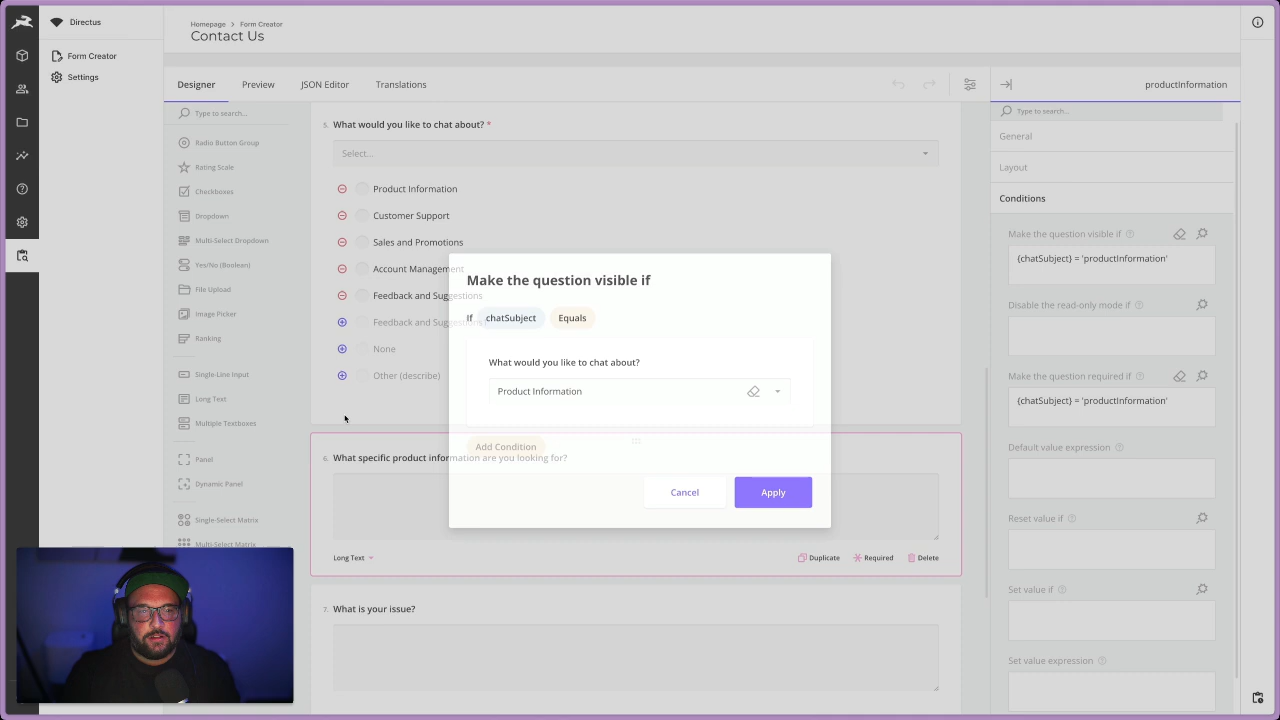 Directus
Form Creator
Settings
Homepage > Form Creator
Contact Us
Designer
Preview
JSON Editor
Translations
productInformation
Type to search...
Radio Button Group
Rating Scale
Checkboxes
Dropdown
Multi-Select Dropdown
Yes/No (Boolean)
File Upload
Image Picker
Ranking
Single-Line Input
Long Text
Multiple Textboxes
Panel
Dynamic Panel
Single-Select Matrix
Multi-Select Matrix
5. What would you like to chat about? *
Select...
Product Information
Customer Support
Sales and Promotions
Account Management
Feedback and Suggestions
Feedback and Suggestions
None
Other (describe)
6. What specific product information are you looking for?
Long Text
Duplicate
Required
Delete
7. What is your issue?
Make the question visible if
If chatSubject Equals
What would you like to chat about?
Product Information
Add Condition
Cancel
Apply
Type to search...
General
Layout
Conditions
Make the question visible if
{chatSubject} = 'productInformation'
Disable the read-only mode if
Make the question required if
{chatSubject} = 'productInformation'
Default value expression
Reset value if
Set value if
Set value expression